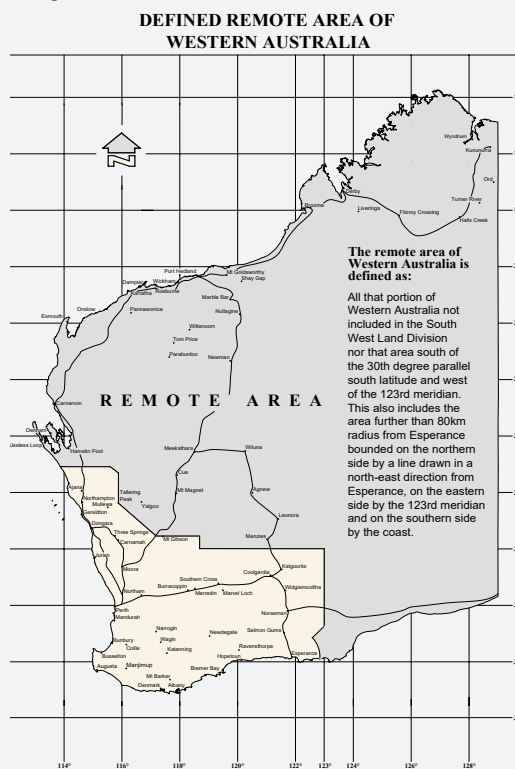 DEFINED REMOTE AREA OF
WESTERN AUSTRALIA
Wyndham
Kununurra
Ord
Turner River
Halls Creek
Derby
Liveringa
Fitzroy Crossing
Broome
The remote area of
Western Australia is
defined as:
All that portion of
Western Australia not
included in the South
West Land Division
nor that area south of
the 30th degree parallel
south latitude and west
of the 123rd meridian.
This also includes the
area further than 80km
radius from Esperance
bounded on the northern
side by a line drawn in a
north-east direction from
Esperance, on the eastern
side by the 123rd meridian
and on the southern side
by the coast.
Port Hedland
Mt Goldsworthy
Shay Gap
Dampier
Wickham
Roebourne
Karratha
Marble Bar
Onslow
Exmouth
Pannawonica
Nullagine
Wittenoom
Tom Price
Paraburdoo
Newman
REMOTE AREA
Carnarvon
Denham
Useless Loop
Hamelin Pool
Meekatharra
Wiluna
Cue
Ajana
Tallering
Peak
Mt Magnet
Agnew
Northampton
Mullewa
Yalgoo
Geraldton
Leonora
Dongara
Three Springs
Carnamah
Mt Gibson
Menzies
Jurien
Moora
Coolgardie
Kalgoorlie
Southern Cross
Burracoppin
Merredin
Marvel Loch
Widgiemooltha
Northam
Perth
Mandurah
Norseman
Narrogin
Newdegate
Salmon Gums
Bunbury
Wagin
Collie
Katanning
Ravensthorpe
Busselton
Hopetoun
Esperance
Augusta
Manjimup
Bremer Bay
Mt Barker
Denmark
Albany
114°
116°
118°
120°
122°
124°
126°
128°